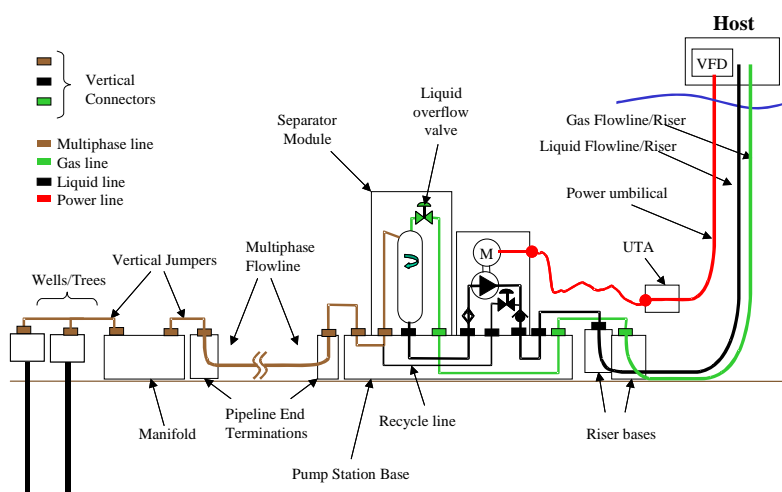 Host
VFD
Vertical
Connectors
Liquid
overflow
valve
Separator
Module
Gas Flowline/Riser
Liquid Flowline/Riser
Multiphase line
Gas line
Liquid line
Power line
Power umbilical
M
UTA
Wells/Trees
Vertical Jumpers
Multiphase
Flowline
Manifold
Pipeline End
Terminations
Recycle line
Riser bases
Pump Station Base